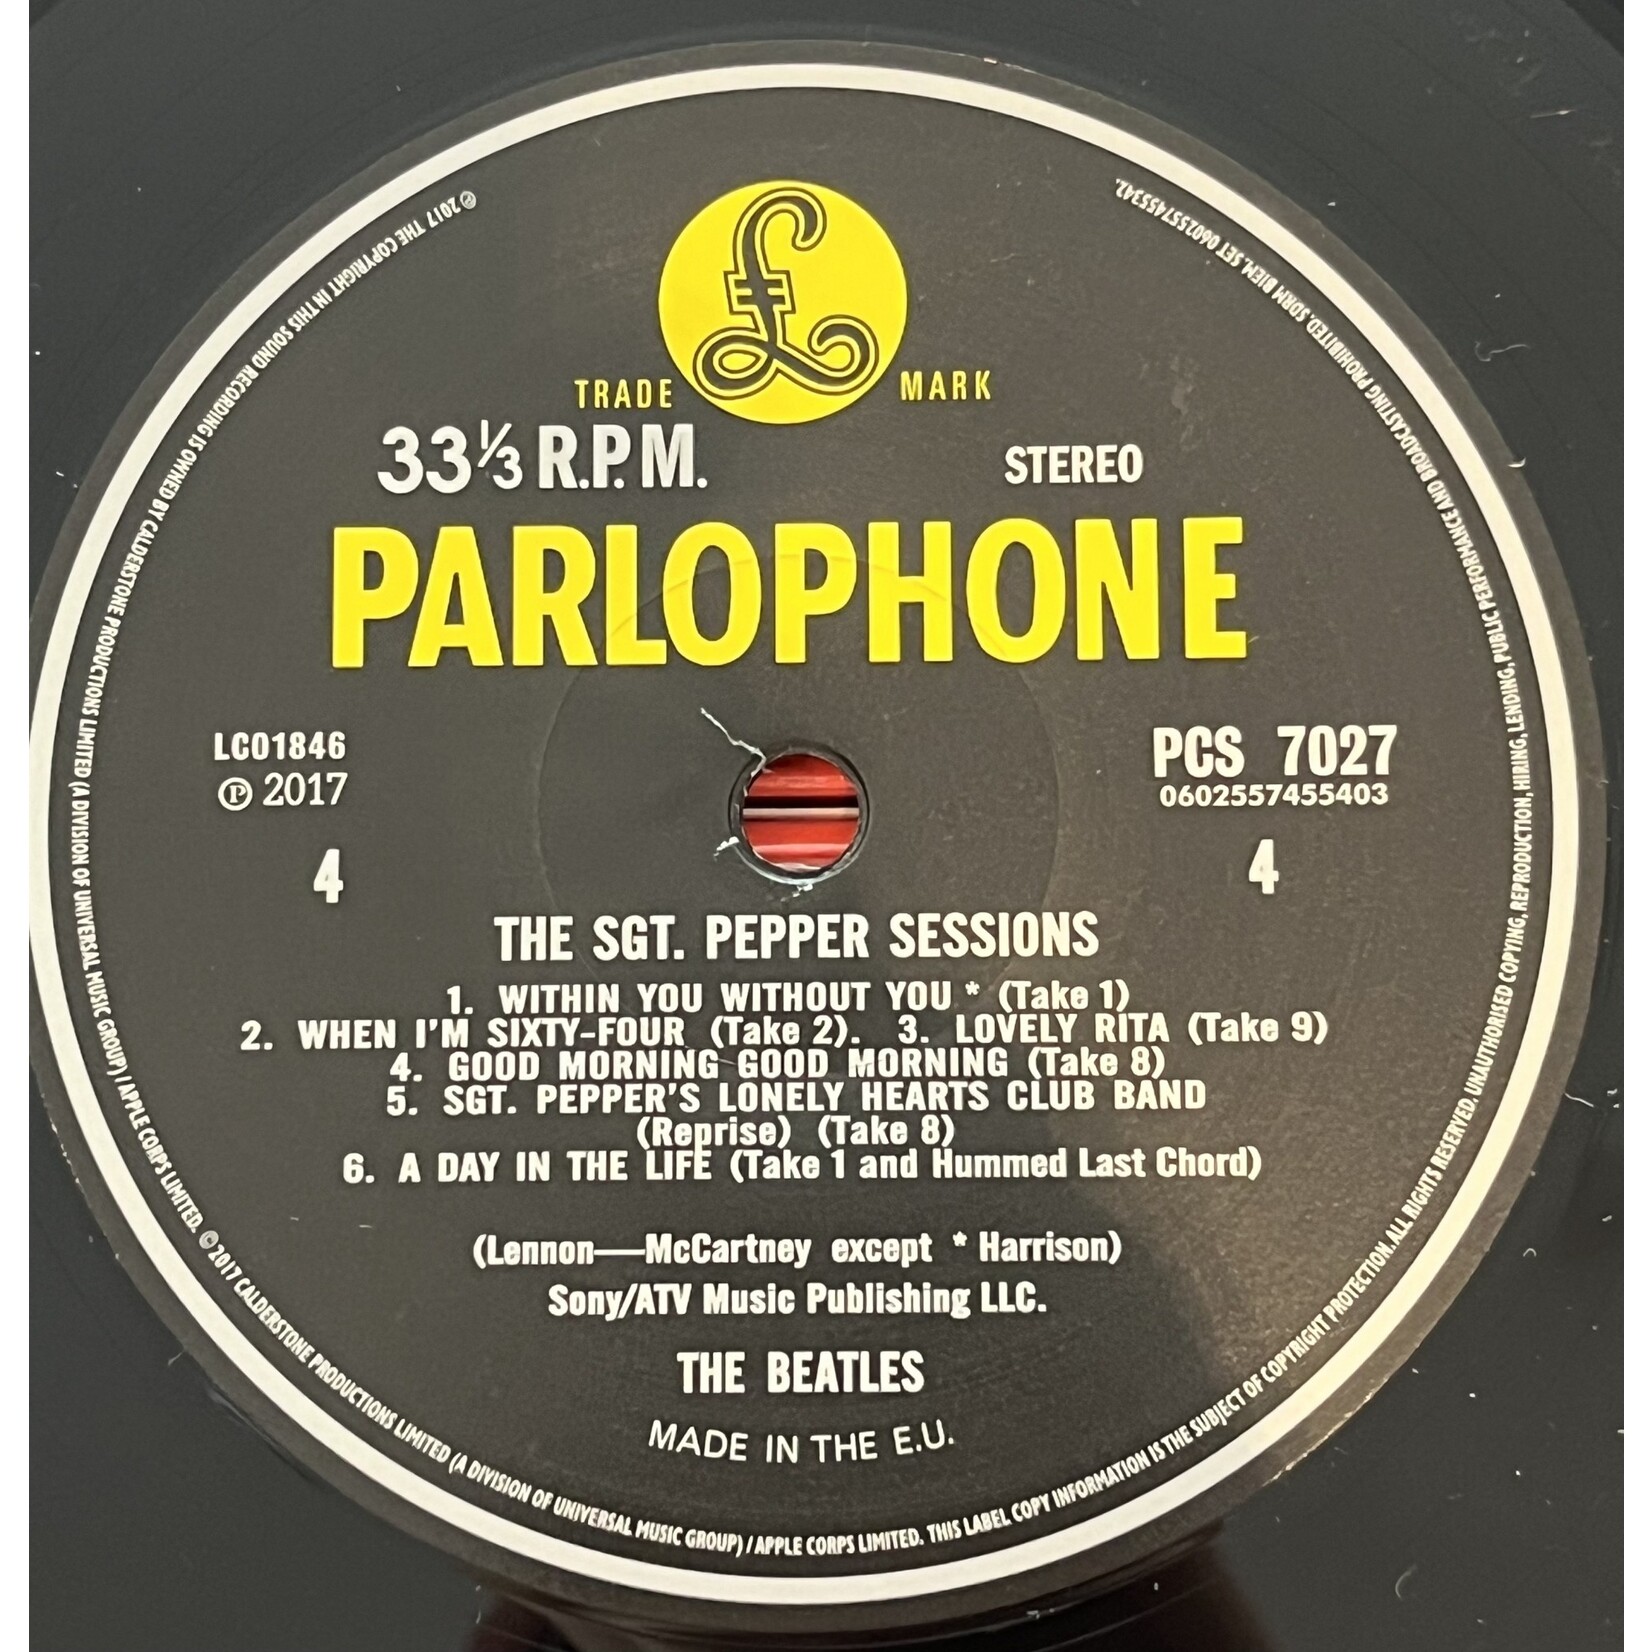 £
TRADE MARK
33⅓ R.P.M. STEREO
PARLOPHONE
LC01846
℗ 2017
PCS 7027
0602557455403
4 4
THE SGT. PEPPER SESSIONS
1. WITHIN YOU WITHOUT YOU * (Take 1)
2. WHEN I'M SIXTY-FOUR (Take 2). 3. LOVELY RITA (Take 9)
4. GOOD MORNING GOOD MORNING (Take 8)
5. SGT. PEPPER'S LONELY HEARTS CLUB BAND
(Reprise) (Take 8)
6. A DAY IN THE LIFE (Take 1 and Hummed Last Chord)
(Lennon—McCartney except * Harrison)
Sony/ATV Music Publishing LLC.
THE BEATLES
MADE IN THE E.U.
℗ 2017 THE COPYRIGHT IN THIS SOUND RECORDING IS OWNED BY CALDERSTONE PRODUCTIONS LIMITED (A DIVISION OF UNIVERSAL MUSIC GROUP) / APPLE CORPS LIMITED. © 2017 CALDERSTONE PRODUCTIONS LIMITED (A DIVISION OF UNIVERSAL MUSIC GROUP) / APPLE CORPS LIMITED. THIS LABEL COPY INFORMATION IS THE SUBJECT OF COPYRIGHT PROTECTION. ALL RIGHTS RESERVED. UNAUTHORISED COPYING, REPRODUCTION, HIRING, LENDING, PUBLIC PERFORMANCE AND BROADCASTING PROHIBITED. SDRM BIEM. SET 0602557455342.